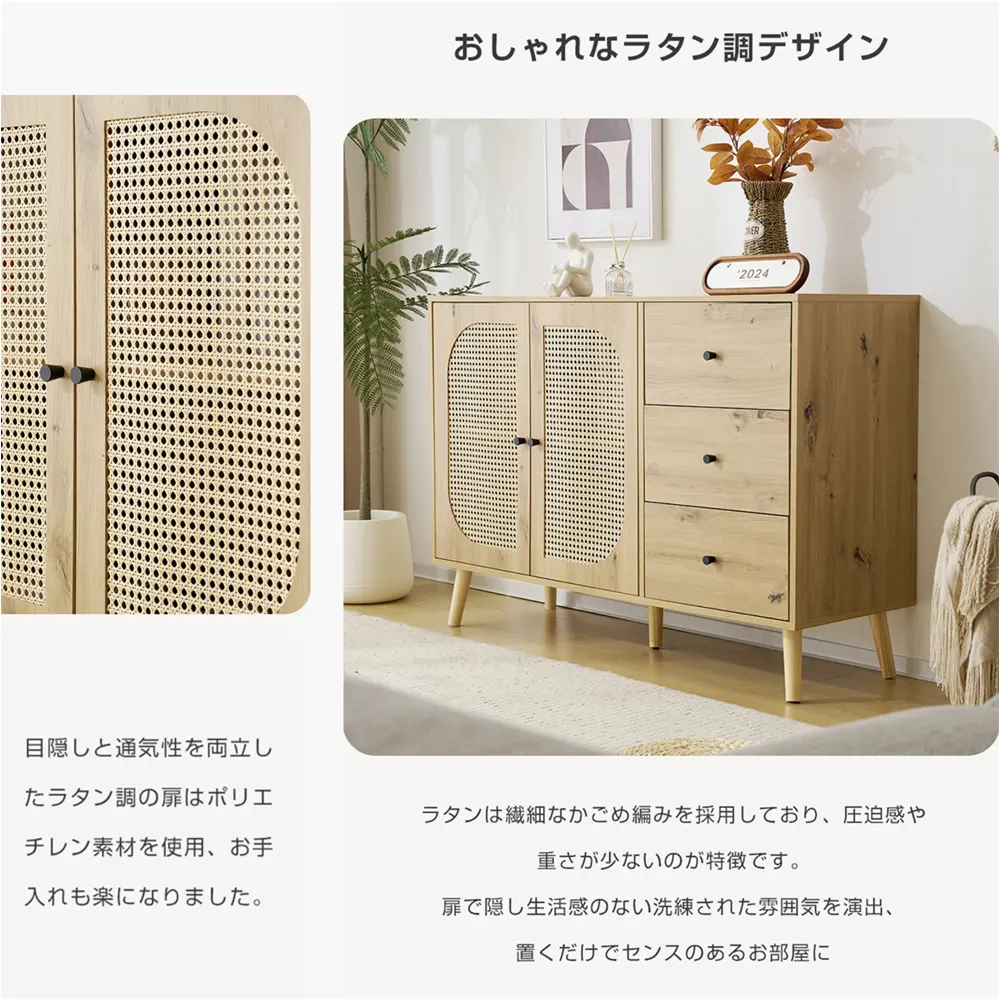 おしゃれなラタン調デザイン
'2024
目隠しと通気性を両立し
たラタン調の扉はポリエ
チレン素材を使用、お手
入れも楽になりました。
ラタンは繊細なかごめ編みを採用しており、圧迫感や
重さが少ないのが特徴です。
扉で隠し生活感のない洗練された雰囲気を演出、
置くだけでセンスのあるお部屋に